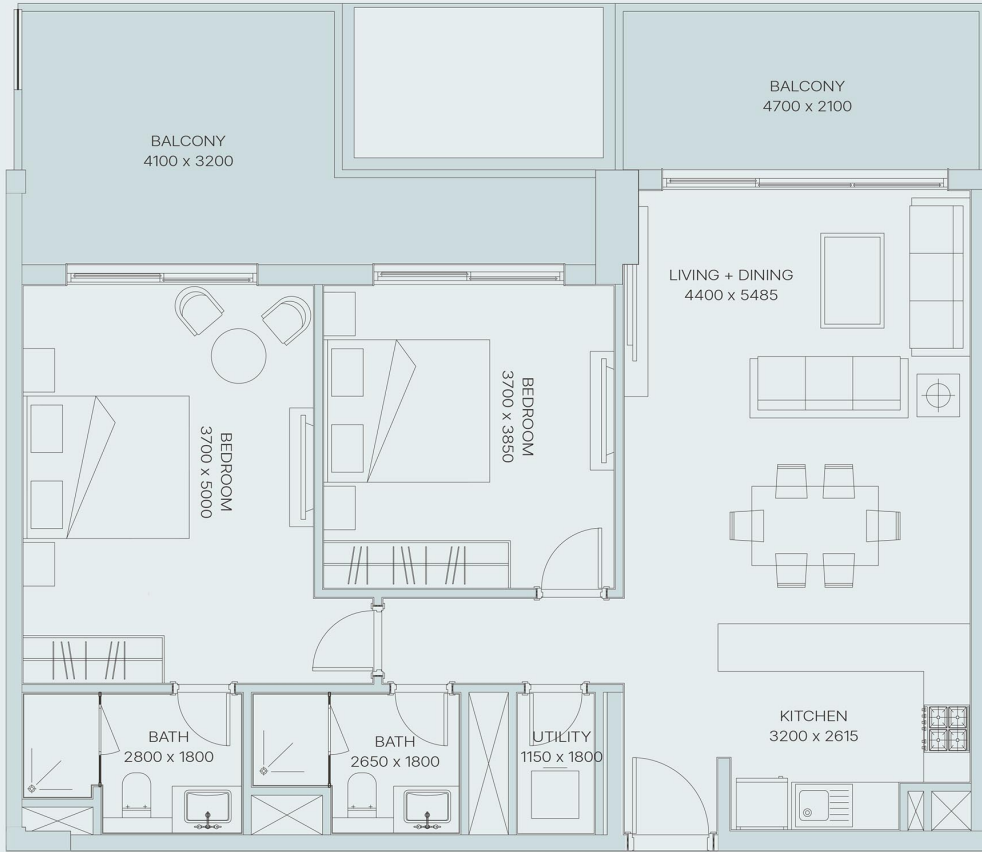 BALCONY
4700 x 2100
BALCONY
4100 x 3200
LIVING + DINING
4400 x 5485
BEDROOM
3700 x 3850
BEDROOM
3700 x 5000
KITCHEN
3200 x 2615
BATH
2800 x 1800
BATH
2650 x 1800
UTILITY
1150 x 1800